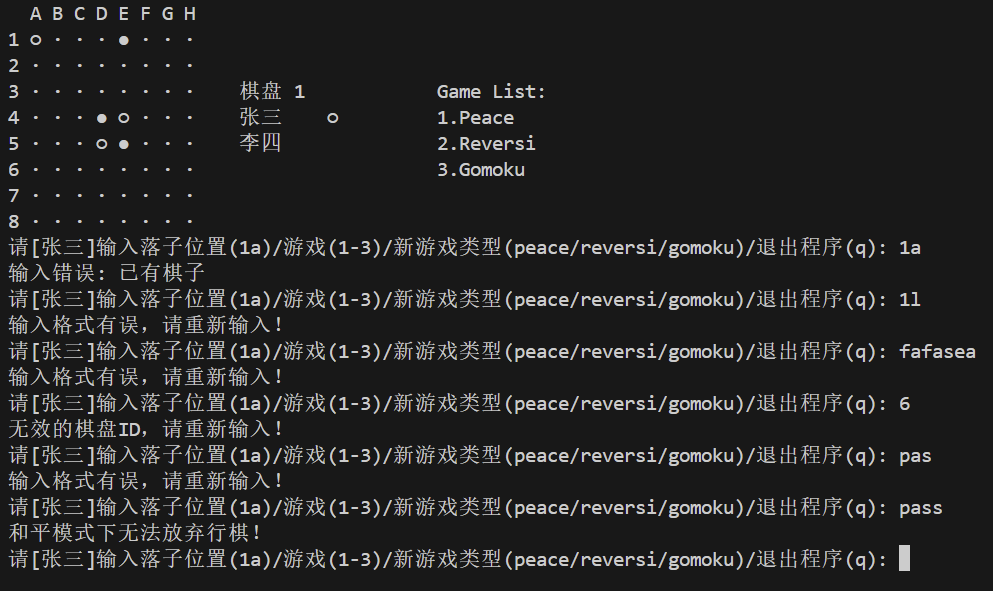 A B C D E F G H
1 ○ · · · ● · · ·
2 · · · · · · · ·
3 · · · · · · · ·   棋盘 1   Game List:
4 · · · ● ○ · · ·   张三   ○   1.Peace
5 · · · ○ ● · · ·   李四   2.Reversi
6 · · · · · · · ·   3.Gomoku
7 · · · · · · · ·
8 · · · · · · · ·
请[张三]输入落子位置(1a)/游戏(1-3)/新游戏类型(peace/reversi/gomoku)/退出程序(q): 1a
输入错误: 已有棋子
请[张三]输入落子位置(1a)/游戏(1-3)/新游戏类型(peace/reversi/gomoku)/退出程序(q): 1l
输入格式有误，请重新输入!
请[张三]输入落子位置(1a)/游戏(1-3)/新游戏类型(peace/reversi/gomoku)/退出程序(q): fafasea
输入格式有误，请重新输入!
请[张三]输入落子位置(1a)/游戏(1-3)/新游戏类型(peace/reversi/gomoku)/退出程序(q): 6
无效的棋盘ID，请重新输入!
请[张三]输入落子位置(1a)/游戏(1-3)/新游戏类型(peace/reversi/gomoku)/退出程序(q): pas
输入格式有误，请重新输入!
请[张三]输入落子位置(1a)/游戏(1-3)/新游戏类型(peace/reversi/gomoku)/退出程序(q): pass
和平模式下无法放弃行棋!
请[张三]输入落子位置(1a)/游戏(1-3)/新游戏类型(peace/reversi/gomoku)/退出程序(q):